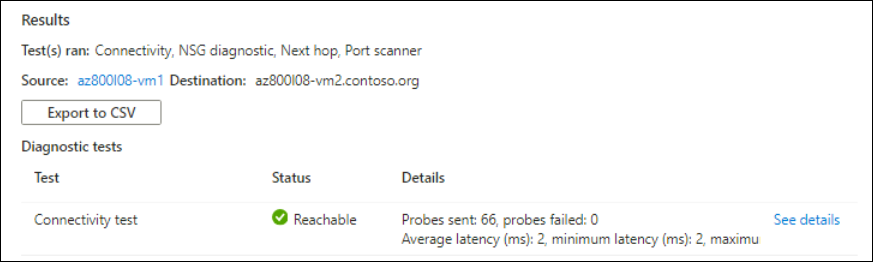 Results
Test(s) ran: Connectivity, NSG diagnostic, Next hop, Port scanner
Source: az800l08-vm1 Destination: az800l08-vm2.contoso.org
Export to CSV
Diagnostic tests
Test Status Details
Connectivity test Reachable Probes sent: 66, probes failed: 0 See details
Average latency (ms): 2, minimum latency (ms): 2, maximu